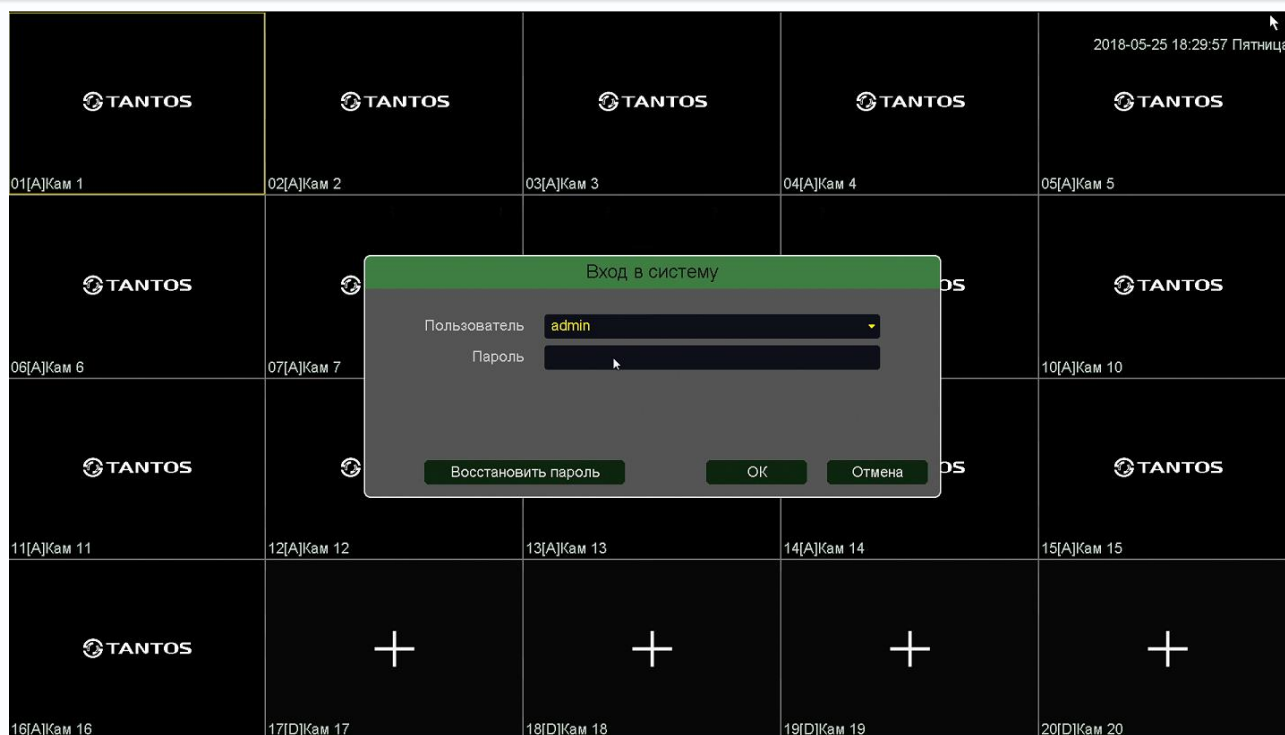 2018-05-25 18:29:57 Пятница
TANTOS
TANTOS
TANTOS
TANTOS
TANTOS
01[A]Кам 1
02[A]Кам 2
03[A]Кам 3
04[A]Кам 4
05[A]Кам 5
Вход в систему
TANTOS
TANTOS
Пользователь admin
Пароль
06[A]Кам 6
07[A]Кам 7
10[A]Кам 10
TANTOS
TANTOS
Восстановить пароль
ОК
Отмена
11[A]Кам 11
12[A]Кам 12
13[A]Кам 13
14[A]Кам 14
15[A]Кам 15
TANTOS
16[A]Кам 16
17[D]Кам 17
18[D]Кам 18
19[D]Кам 19
20[D]Кам 20